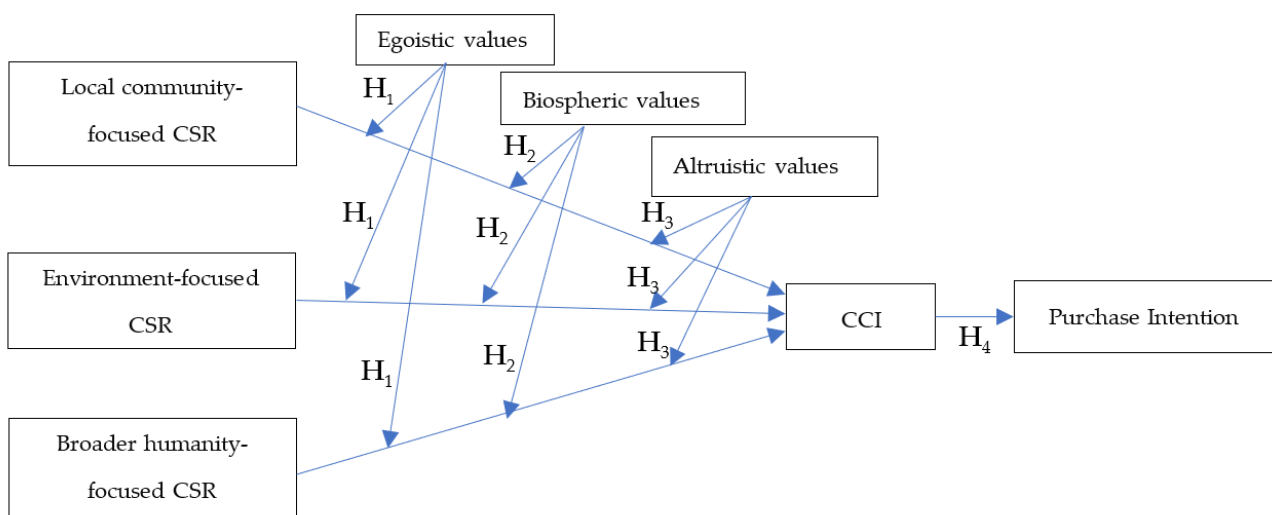 Egoistic values
Local community-
focused CSR
H1
Biospheric values
H2
Altruistic values
H3
H1
H2
Environment-focused
CSR
H3
CCI
H4
Purchase Intention
H3
H2
H1
Broader humanity-
focused CSR